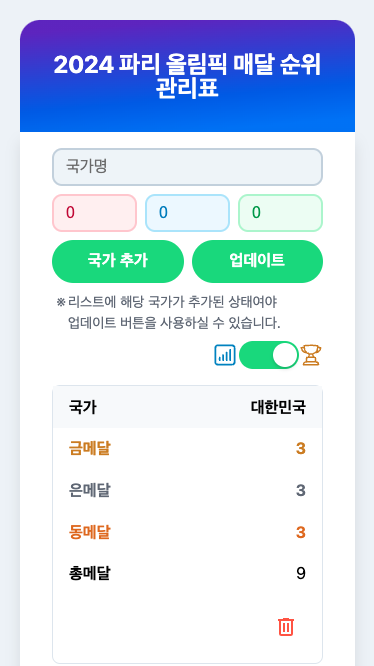 2024 파리 올림픽 매달 순위
관리표
국가명
0 0 0
국가 추가 업데이트
※ 리스트에 해당 국가가 추가된 상태여야
업데이트 버튼을 사용하실 수 있습니다.
국가 대한민국
금메달 3
은메달 3
동메달 3
총메달 9